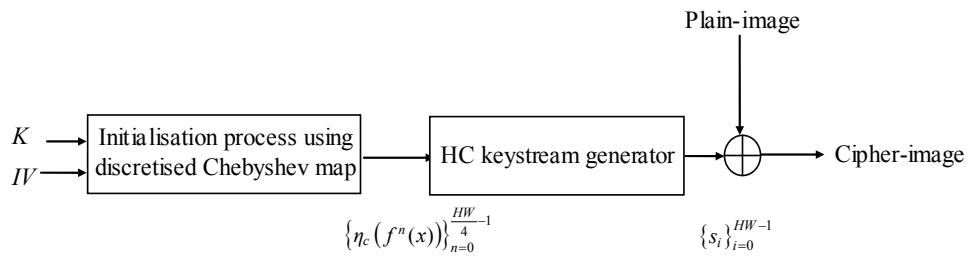 Plain-image
K
IV
Initialisation process using
discretised Chebyshev map
HC keystream generator
Cipher-image
{η_c(f^n(x))}_{n=0}^{\frac{HW}{4}-1}
{s_i}_{i=0}^{HW-1}